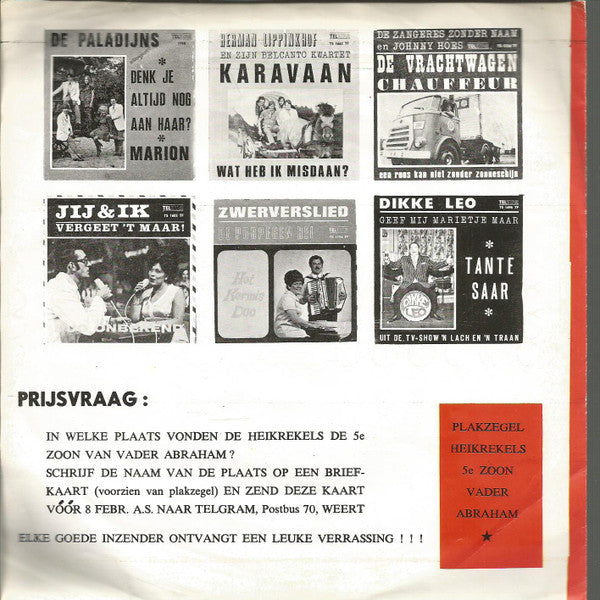 DE PALADIJNS
DENK JE
ALTIJD NOG
AAN HAAR?
MARION
HERMAN LIPPINKHOF
EN ZIJN BELCANTO KWARTET
KARAVAAN
WAT HEB IK MISDAAN?
DE ZANGERES ZONDER NAAM
en JOHNNY HOES
DE VRACHTWAGEN
CHAUFFEUR
een roos kan niet zonder zonneschijn
JIJ & IK
VERGEET 'T MAAR!
ONBEKEND
ZWERVERSLIED
Het
Kermis
Duo
DIKKE LEO
GEEF MIJ MARIETJE MAAR
TANTE
SAAR
DIKKE
LEO
UIT DE TV-SHOW 'N LACH EN 'N TRAAN
PRIJSVRAAG :
IN WELKE PLAATS VONDEN DE HEIKREKELS DE 5e
ZOON VAN VADER ABRAHAM ?
SCHRIJF DE NAAM VAN DE PLAATS OP EEN BRIEF-
KAART (voorzien van plakzegel) EN ZEND DEZE KAART
VÓÓR 8 FEBR. A.S. NAAR TELGRAM, Postbus 70, WEERT
ELKE GOEDE INZENDER ONTVANGT EEN LEUKE VERRASSING ! ! !
PLAKZEGEL
HEIKREKELS
5e ZOON
VADER
ABRAHAM